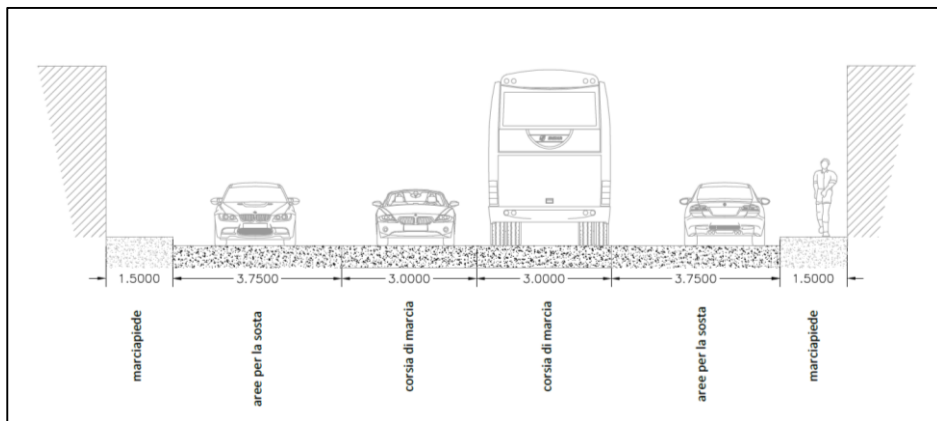 1.5000
3.7500
3.0000
3.0000
3.7500
1.5000
marciapiede
aree per la sosta
corsia di marcia
corsia di marcia
aree per la sosta
marciapiede